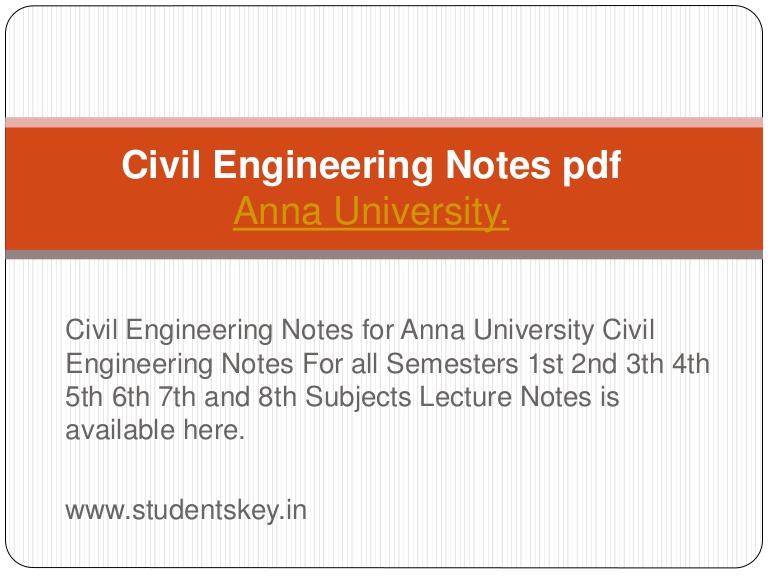 Civil Engineering Notes pdf
Anna University.
Civil Engineering Notes for Anna University Civil
Engineering Notes For all Semesters 1st 2nd 3th 4th
5th 6th 7th and 8th Subjects Lecture Notes is
available here.
www.studentskey.in